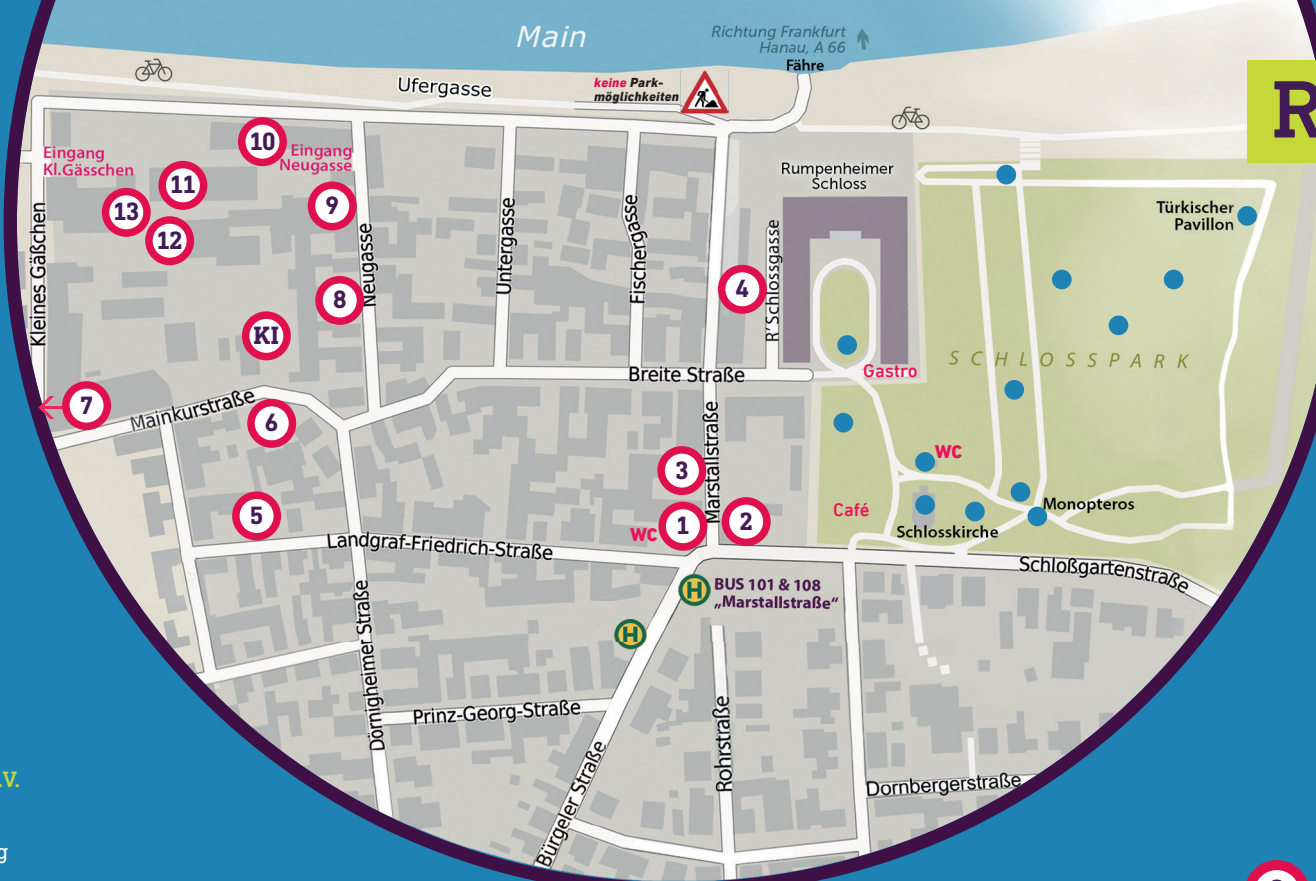 Main
Richtung Frankfurt
Hanau, A 66
Fähre
Ufergasse
keine Park-
möglichkeiten
R
10
Eingang
Kl.Gässchen
Eingang
Neugasse
11
13
12
9
Rumpenheimer
Schloss
Türkischer
Pavillon
Kleines Gäßchen
Neugasse
Untergasse
Fischergasse
R'Schlossgasse
4
8
KI
SCHLOSSPARK
Breite Straße
Gastro
7
Mainkurstraße
6
Marstallstraße
3
WC
5
WC
1
2
Café
Monopteros
Schlosskirche
Landgraf-Friedrich-Straße
Schloßgartenstraße
H
BUS 101 & 108
„Marstallstraße“
H
Dörnigheimer Straße
Prinz-Georg-Straße
Rohrstraße
Bürgeler Straße
Dornbergerstraße
.V.
g